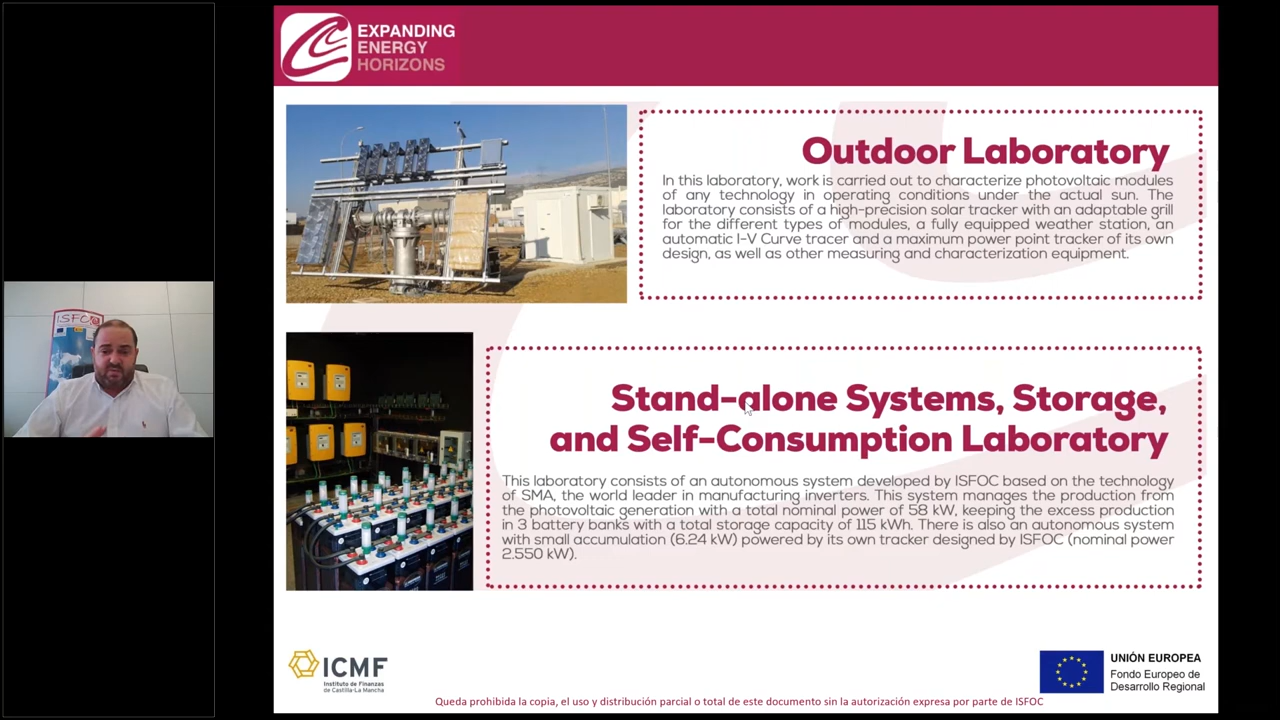 EXPANDING
ENERGY
HORIZONS
Outdoor Laboratory
In this laboratory, work is carried out to characterize photovoltaic modules
of any technology in operating conditions under the actual sun. The
laboratory consists of a high-precision solar tracker with an adaptable grill
for the different types of modules, a fully equipped weather station, an
automatic I-V Curve tracer and a maximum power point tracker of its own
design, as well as other measuring and characterization equipment.
ISFOC
Stand-alone Systems, Storage,
and Self-Consumption Laboratory
This laboratory consists of an autonomous system developed by ISFOC based on the technology
of SMA, the world leader in manufacturing inverters. This system manages the production from
the photovoltaic generation with a total nominal power of 58 kW, keeping the excess production
in 3 battery banks with a total storage capacity of 115 kWh. There is also an autonomous system
with small accumulation (6.24 kW) powered by its own tracker designed by ISFOC (nominal power
2.550 kW).
ICMF
Instituto de Finanzas
de Castilla-La Mancha
UNIÓN EUROPEA
Fondo Europeo de
Desarrollo Regional
Queda prohibida la copia, el uso y distribución parcial o total de este documento sin la autorización expresa por parte de ISFOC